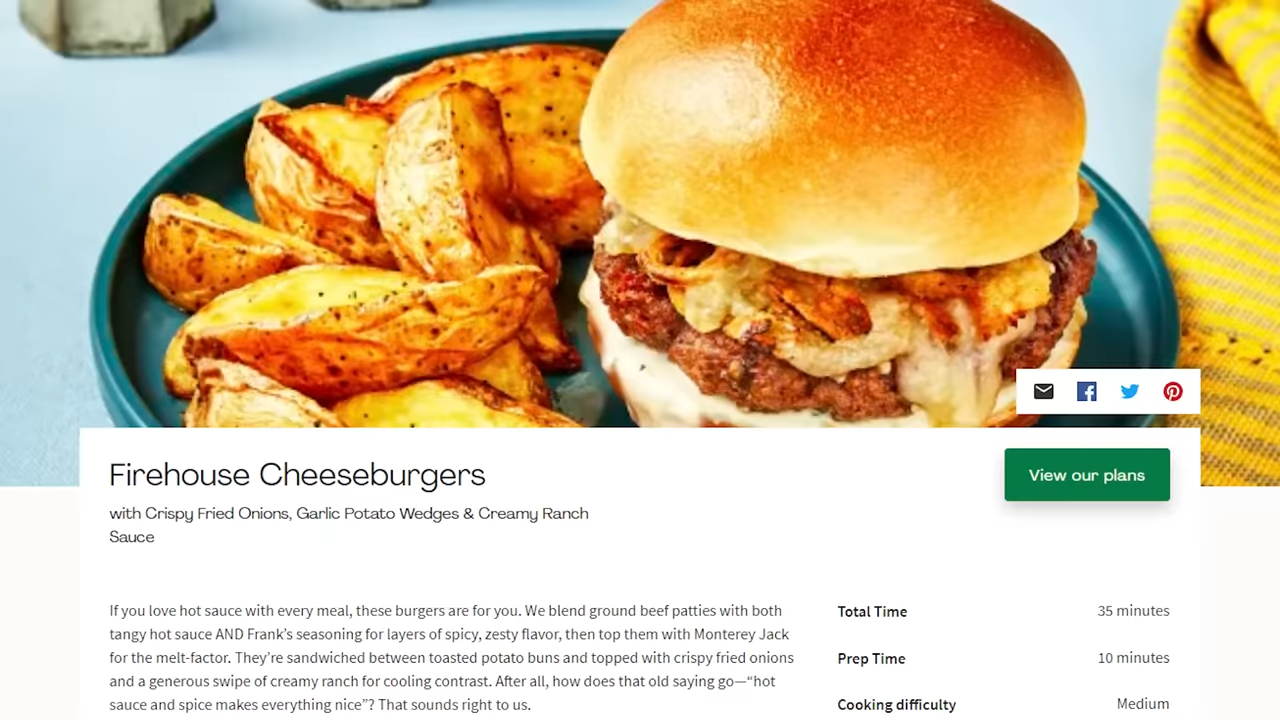 Firehouse Cheeseburgers
View our plans
with Crispy Fried Onions, Garlic Potato Wedges & Creamy Ranch
Sauce
If you love hot sauce with every meal, these burgers are for you. We blend ground beef patties with both
tangy hot sauce AND Frank’s seasoning for layers of spicy, zesty flavor, then top them with Monterey Jack
for the melt-factor. They’re sandwiched between toasted potato buns and topped with crispy fried onions
and a generous swipe of creamy ranch for cooling contrast. After all, how does that old saying go—“hot
sauce and spice makes everything nice”? That sounds right to us.
Total Time 35 minutes
Prep Time 10 minutes
Cooking difficulty Medium